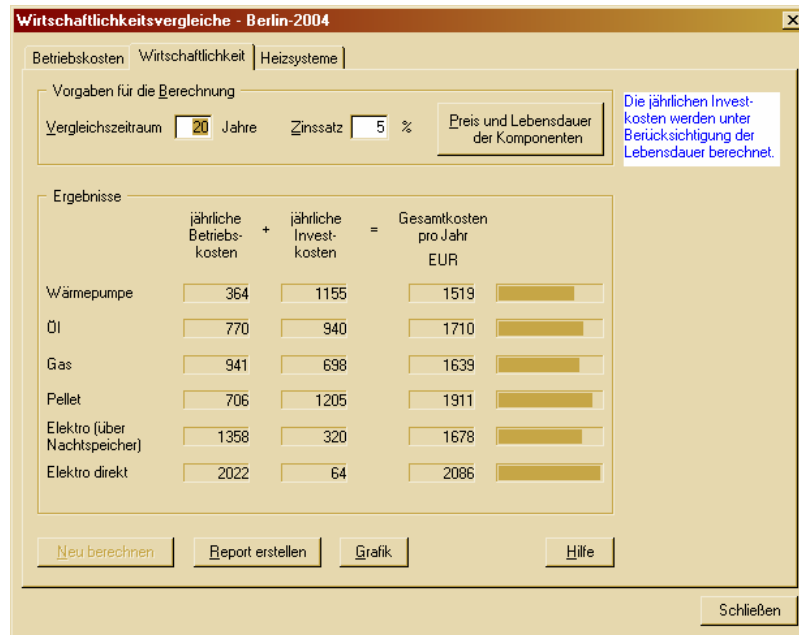 Wirtschaftlichkeitsvergleiche - Berlin-2004
Betriebskosten Wirtschaftlichkeit Heizsysteme
Vorgaben für die Berechnung
Vergleichszeitraum 20 Jahre Zinssatz 5 %
Preis und Lebensdauer
der Komponenten
Die jährlichen Invest-
kosten werden unter
Berücksichtigung der
Lebensdauer berechnet.
Ergebnisse
jährliche
Betriebs-
kosten
+
jährliche
Invest-
kosten
=
Gesamtkosten
pro Jahr
EUR
Wärmepumpe 364 1155 1519
Öl 770 940 1710
Gas 941 698 1639
Pellet 706 1205 1911
Elektro (über
Nachtspeicher) 1358 320 1678
Elektro direkt 2022 64 2086
Neu berechnen Report erstellen Grafik Hilfe
Schließen